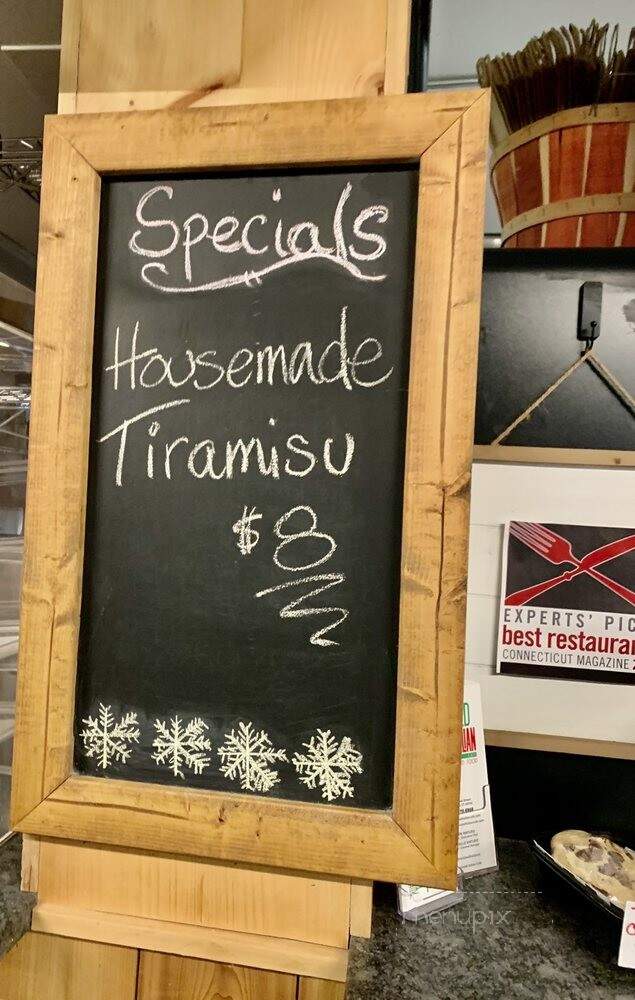 Specials
Housemade
Tiramisu
$8
EXPERTS' PIC
best restauran
CONNECTICUT MAGAZINE
menupix